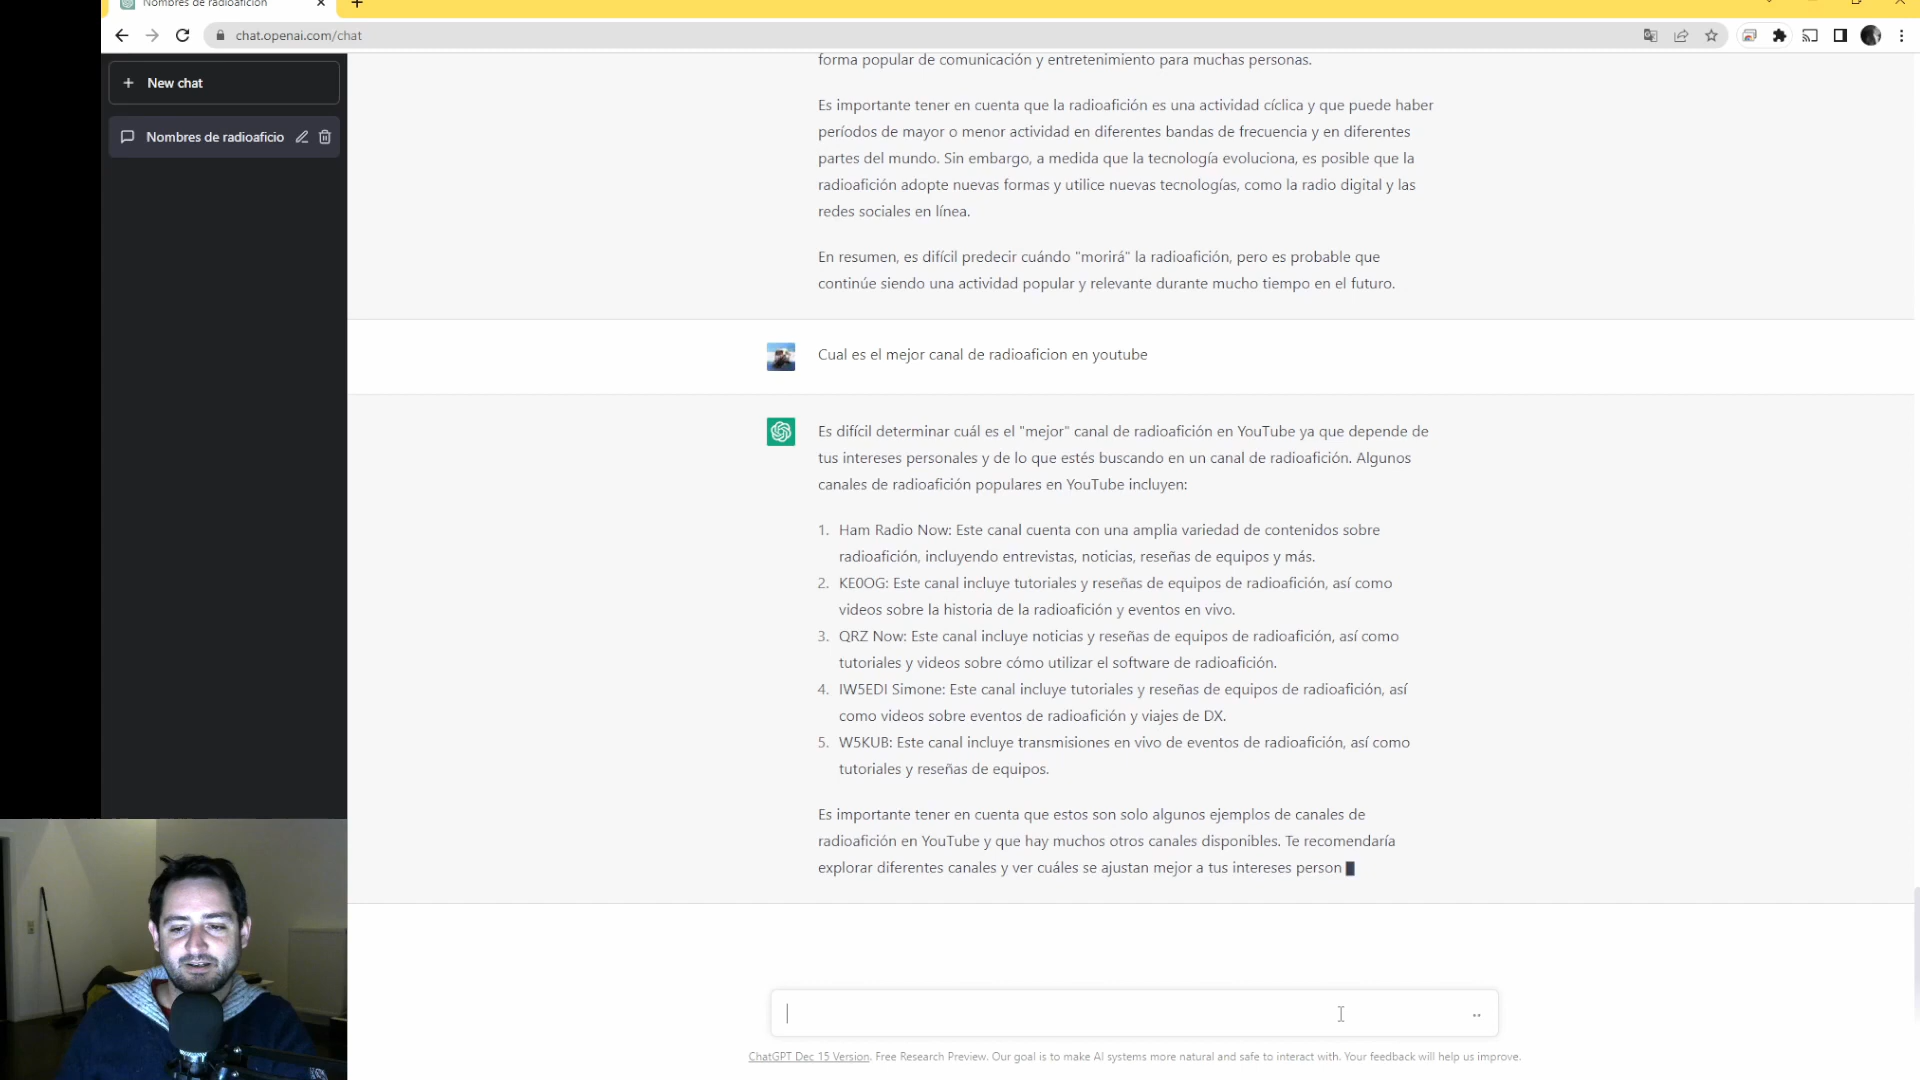 Nombres de radioafición
chat.openai.com/chat
New chat
Nombres de radioaficio
forma popular de comunicación y entretenimiento para muchas personas.
Es importante tener en cuenta que la radioafición es una actividad cíclica y que puede haber
períodos de mayor o menor actividad en diferentes bandas de frecuencia y en diferentes
partes del mundo. Sin embargo, a medida que la tecnología evoluciona, es posible que la
radioafición adopte nuevas formas y utilice nuevas tecnologías, como la radio digital y las
redes sociales en línea.
En resumen, es difícil predecir cuándo "morirá" la radioafición, pero es probable que
continúe siendo una actividad popular y relevante durante mucho tiempo en el futuro.
Cual es el mejor canal de radioaficion en youtube
Es difícil determinar cuál es el "mejor" canal de radioafición en YouTube ya que depende de
tus intereses personales y de lo que estés buscando en un canal de radioafición. Algunos
canales de radioafición populares en YouTube incluyen:
1. Ham Radio Now: Este canal cuenta con una amplia variedad de contenidos sobre
radioafición, incluyendo entrevistas, noticias, reseñas de equipos y más.
2. KE0OG: Este canal incluye tutoriales y reseñas de equipos de radioafición, así como
videos sobre la historia de la radioafición y eventos en vivo.
3. QRZ Now: Este canal incluye noticias y reseñas de equipos de radioafición, así como
tutoriales y videos sobre cómo utilizar el software de radioafición.
4. IW5EDI Simone: Este canal incluye tutoriales y reseñas de equipos de radioafición, así
como videos sobre eventos de radioafición y viajes de DX.
5. W5KUB: Este canal incluye transmisiones en vivo de eventos de radioafición, así como
tutoriales y reseñas de equipos.
Es importante tener en cuenta que estos son solo algunos ejemplos de canales de
radioafición en YouTube y que hay muchos otros canales disponibles. Te recomendaría
explorar diferentes canales y ver cuáles se ajustan mejor a tus intereses person
ChatGPT Dec 15 Version. Free Research Preview. Our goal is to make AI systems more natural and safe to interact with. Your feedback will help us improve.